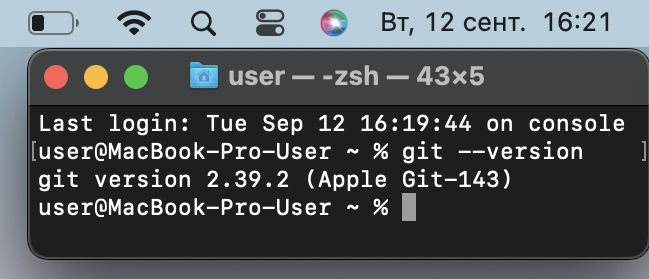 Вт, 12 сент. 16:21
user — -zsh — 43×5
Last login: Tue Sep 12 16:19:44 on console
[user@MacBook-Pro-User ~ % git --version ]
git version 2.39.2 (Apple Git-143)
user@MacBook-Pro-User ~ %